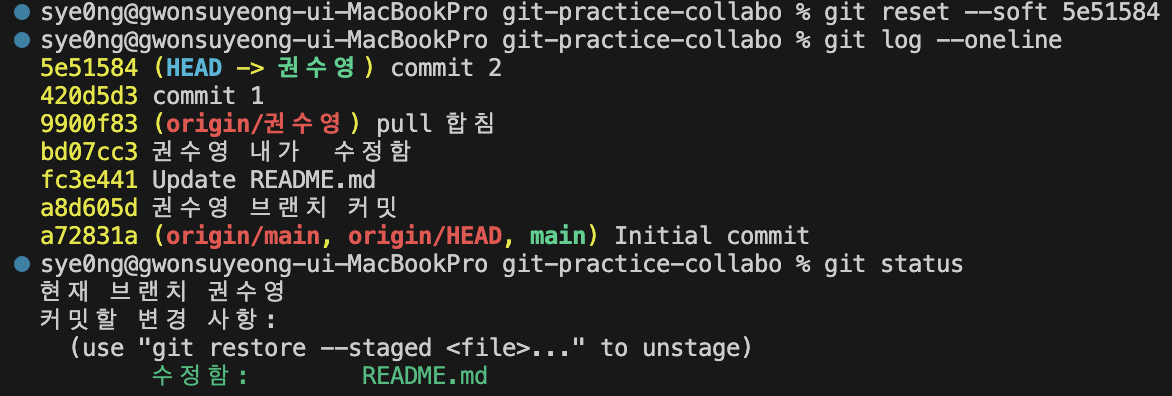 sye0ng@gwonsuyeong-ui-MacBookPro git-practice-collabo % git reset --soft 5e51584
sye0ng@gwonsuyeong-ui-MacBookPro git-practice-collabo % git log --oneline
5e51584 (HEAD -> 권수영) commit 2
420d5d3 commit 1
9900f83 (origin/권수영) pull 합침
bd07cc3 권수영 내가  수정함
fc3e441 Update README.md
a8d605d 권수영 브랜치 커밋
a72831a (origin/main, origin/HEAD, main) Initial commit
sye0ng@gwonsuyeong-ui-MacBookPro git-practice-collabo % git status
현재 브랜치 권수영
커밋할 변경 사항:
  (use "git restore --staged <file>..." to unstage)
        수정함:        README.md